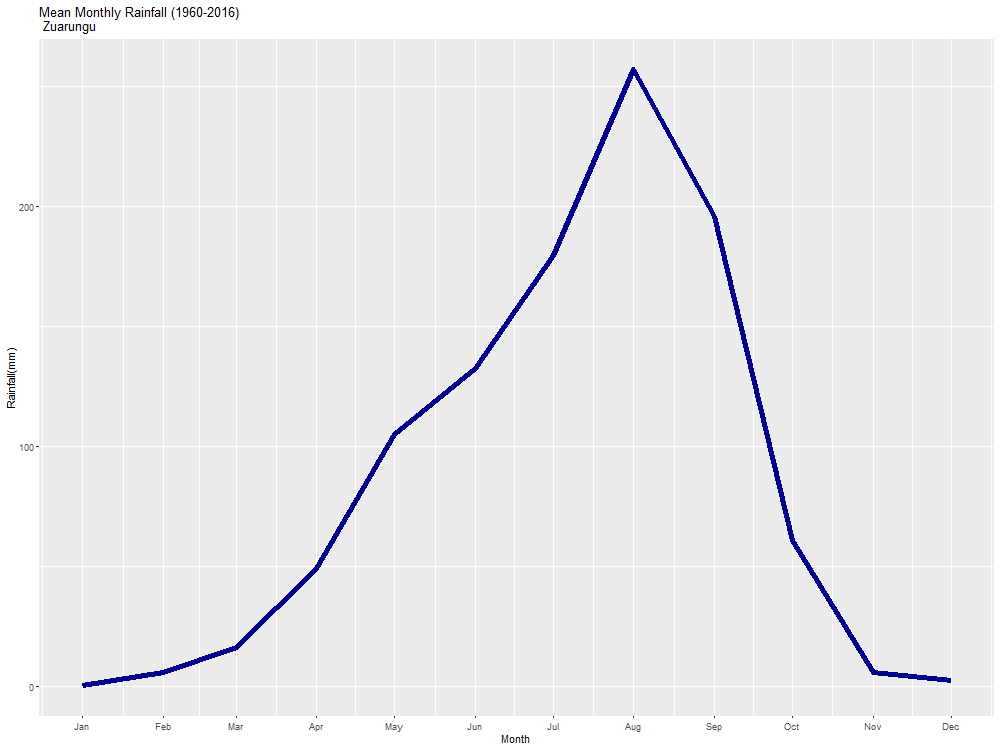 Mean Monthly Rainfall (1960-2016)
Zuarungu
Rainfall(mm)
200
100
0
Jan Feb Mar Apr May Jun Jul Aug Sep Oct Nov Dec
Month